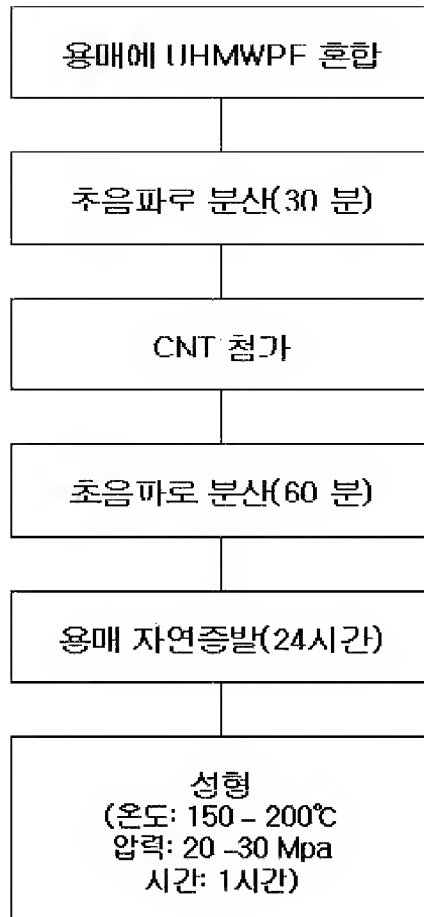 용매에 UHMWPE 혼합
초음파로 분산(30 분)
CNT 첨가
초음파로 분산(60 분)
용매 자연증발(24시간)
성형
(온도: 150 – 200℃
압력: 20 –30 Mpa
시간: 1시간)